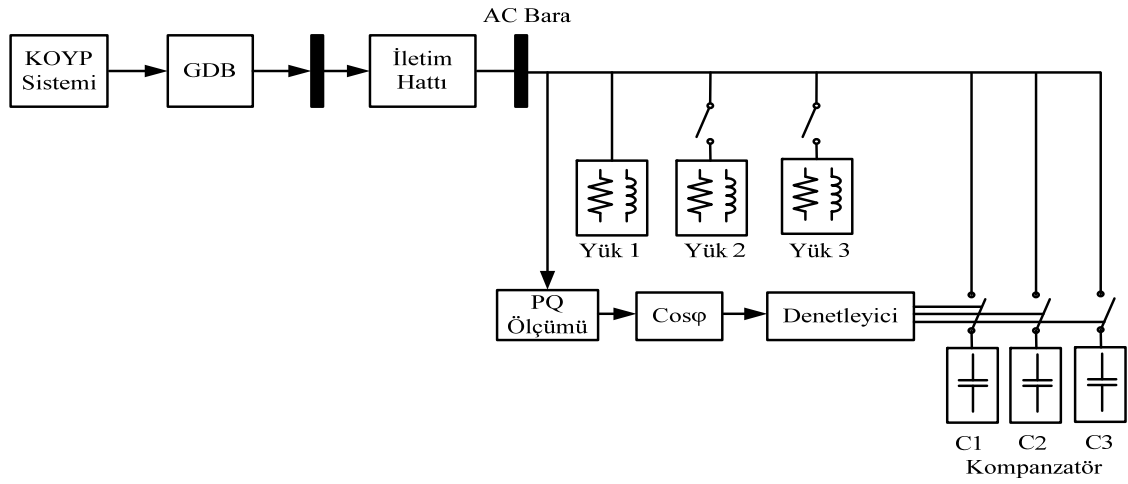 AC Bara
KOYP
Sistemi
GDB
İletim
Hattı
Yük 1
Yük 2
Yük 3
PQ
Ölçümü
Cosφ
Denetleyici
C1
C2
C3
Kompanzatör